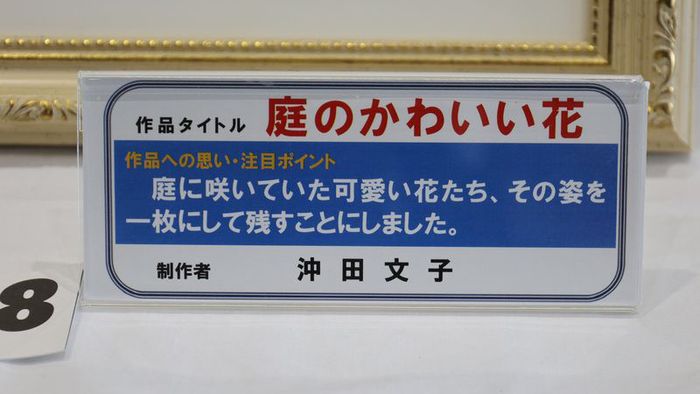 作品タイトル 庭のかわいい花
作品への思い・注目ポイント
庭に咲いていた可愛い花たち、その姿を
一枚にして残すことにしました。
制作者 沖田文子
8